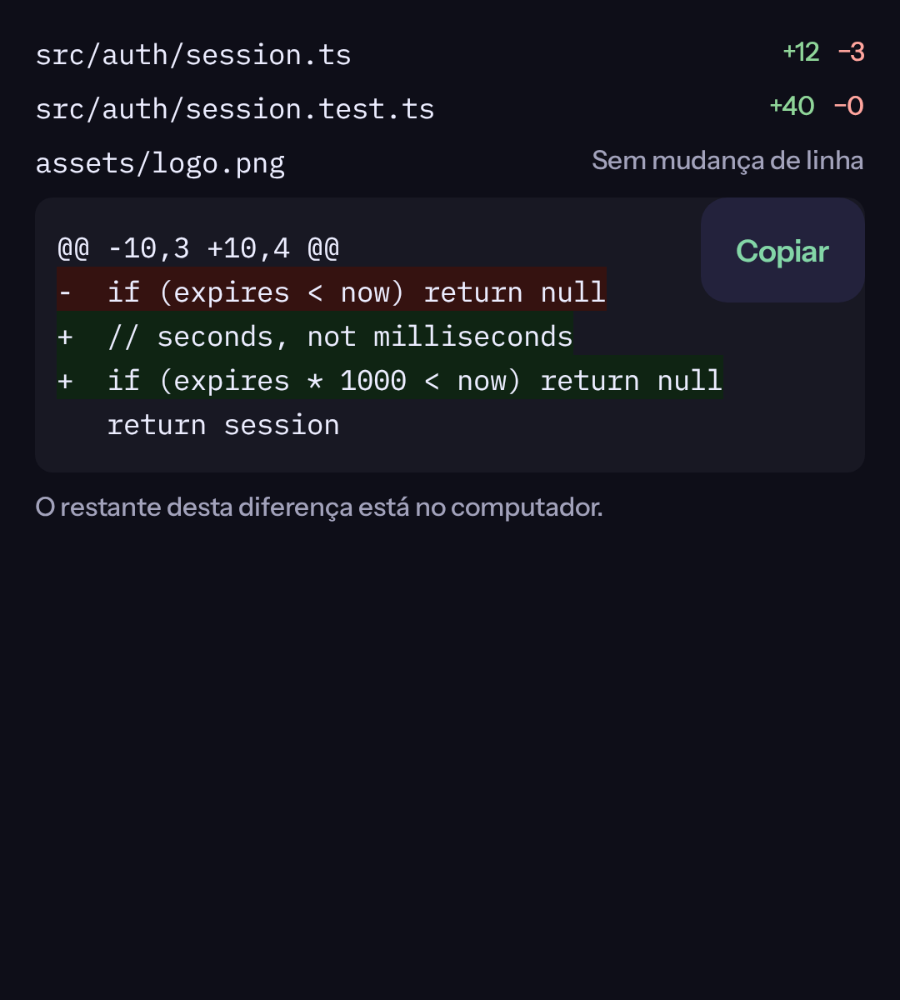 src/auth/session.ts +12 −3
src/auth/session.test.ts +40 −0
assets/logo.png Sem mudança de linha
@@ -10,3 +10,4 @@
Copiar
-  if (expires < now) return null
+  // seconds, not milliseconds
+  if (expires * 1000 < now) return null
   return session
O restante desta diferença está no computador.